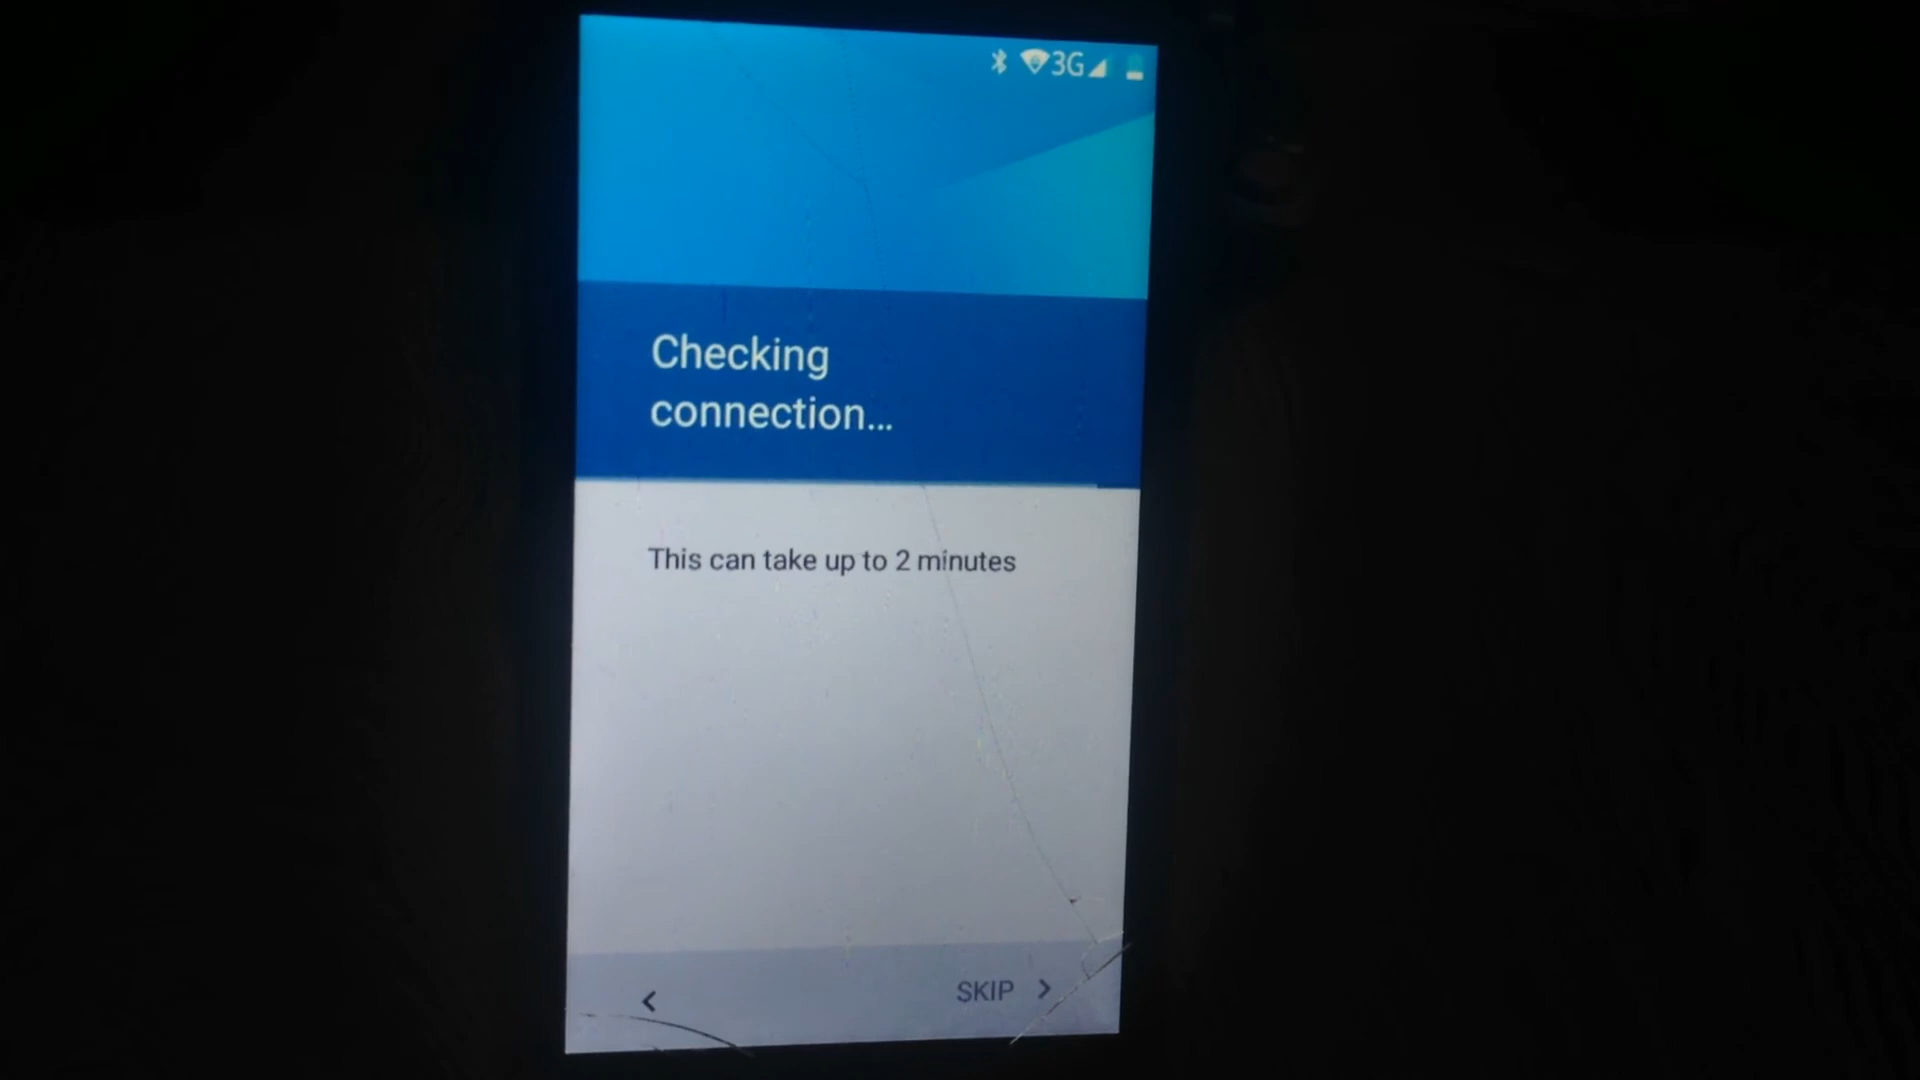 3G
Checking
connection...
This can take up to 2 minutes
SKIP